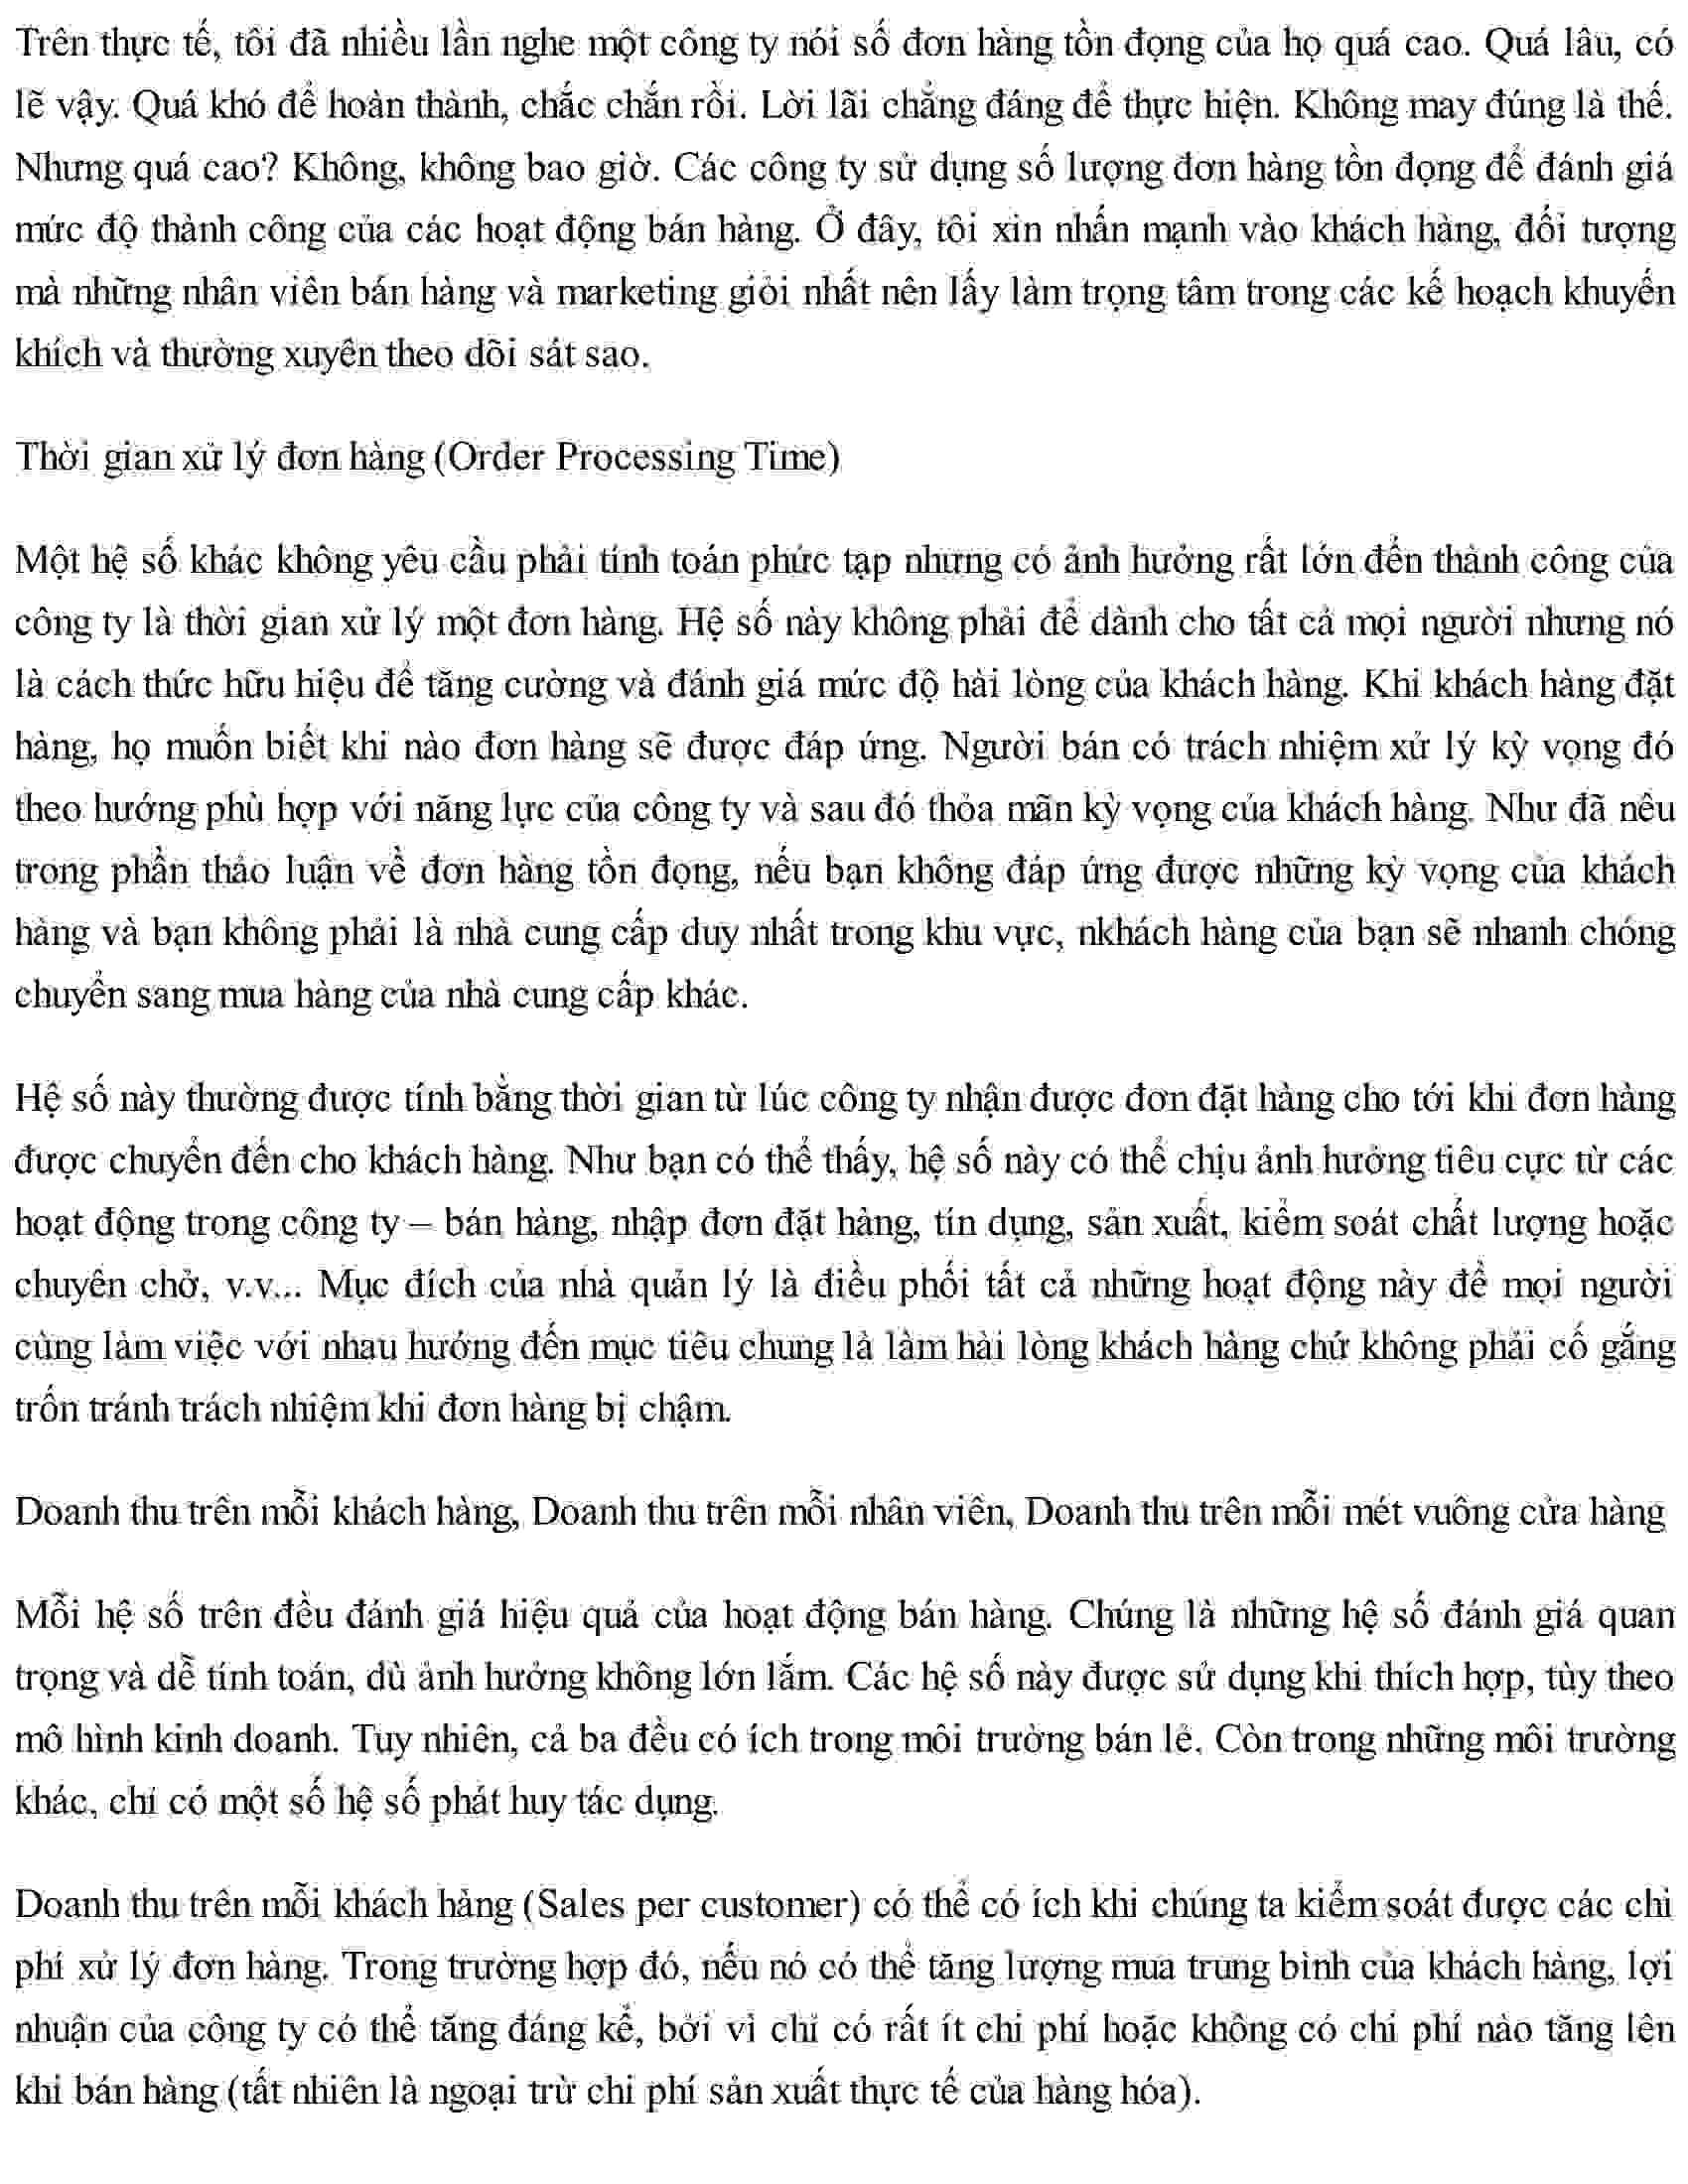 Trên thực tế, tôi đã nhiều lần nghe một công ty nói số đơn hàng tồn đọng của họ quá cao. Quá lâu, có
lẽ vậy. Quá khó để hoàn thành, chắc chắn rồi. Lời lãi chẳng đáng để thực hiện. Không may đúng là thế.
Nhưng quá cao? Không, không bao giờ. Các công ty sử dụng số lượng đơn hàng tồn đọng để đánh giá
mức độ thành công của các hoạt động bán hàng. Ở đây, tôi xin nhấn mạnh vào khách hàng, đối tượng
mà những nhân viên bán hàng và marketing giỏi nhất nên lấy làm trọng tâm trong các kế hoạch khuyến
khích và thường xuyên theo dõi sát sao.
Thời gian xử lý đơn hàng (Order Processing Time)
Một hệ số khác không yêu cầu phải tính toán phức tạp nhưng có ảnh hưởng rất lớn đến thành công của
công ty là thời gian xử lý một đơn hàng. Hệ số này không phải để dành cho tất cả mọi người nhưng nó
là cách thức hữu hiệu để tăng cường và đánh giá mức độ hài lòng của khách hàng. Khi khách hàng đặt
hàng, họ muốn biết khi nào đơn hàng sẽ được đáp ứng. Người bán có trách nhiệm xử lý kỳ vọng đó
theo hướng phù hợp với năng lực của công ty và sau đó thỏa mãn kỳ vọng của khách hàng. Như đã nêu
trong phần thảo luận về đơn hàng tồn đọng, nếu bạn không đáp ứng được những kỳ vọng của khách
hàng và bạn không phải là nhà cung cấp duy nhất trong khu vực, nkhách hàng của bạn sẽ nhanh chóng
chuyển sang mua hàng của nhà cung cấp khác.
Hệ số này thường được tính bằng thời gian từ lúc công ty nhận được đơn đặt hàng cho tới khi đơn hàng
được chuyển đến cho khách hàng. Như bạn có thể thấy, hệ số này có thể chịu ảnh hưởng tiêu cực từ các
hoạt động trong công ty – bán hàng, nhập đơn đặt hàng, tín dụng, sản xuất, kiểm soát chất lượng hoặc
chuyên chở, v.v... Mục đích của nhà quản lý là điều phối tất cả những hoạt động này để mọi người
cùng làm việc với nhau hướng đến mục tiêu chung là làm hài lòng khách hàng chứ không phải cố gắng
trốn tránh trách nhiệm khi đơn hàng bị chậm.
Doanh thu trên mỗi khách hàng, Doanh thu trên mỗi nhân viên, Doanh thu trên mỗi mét vuông cửa hàng
Mỗi hệ số trên đều đánh giá hiệu quả của hoạt động bán hàng. Chúng là những hệ số đánh giá quan
trọng và dễ tính toán, dù ảnh hưởng không lớn lắm. Các hệ số này được sử dụng khi thích hợp, tùy theo
mô hình kinh doanh. Tuy nhiên, cả ba đều có ích trong môi trường bán lẻ. Còn trong những môi trường
khác, chỉ có một số hệ số phát huy tác dụng.
Doanh thu trên mỗi khách hàng (Sales per customer) có thể có ích khi chúng ta kiểm soát được các chi
phí xử lý đơn hàng. Trong trường hợp đó, nếu nó có thể tăng lượng mua trung bình của khách hàng, lợi
nhuận của công ty có thể tăng đáng kể, bởi vì chỉ có rất ít chi phí hoặc không có chi phí nào tăng lên
khi bán hàng (tất nhiên là ngoại trừ chi phí sản xuất thực tế của hàng hóa).